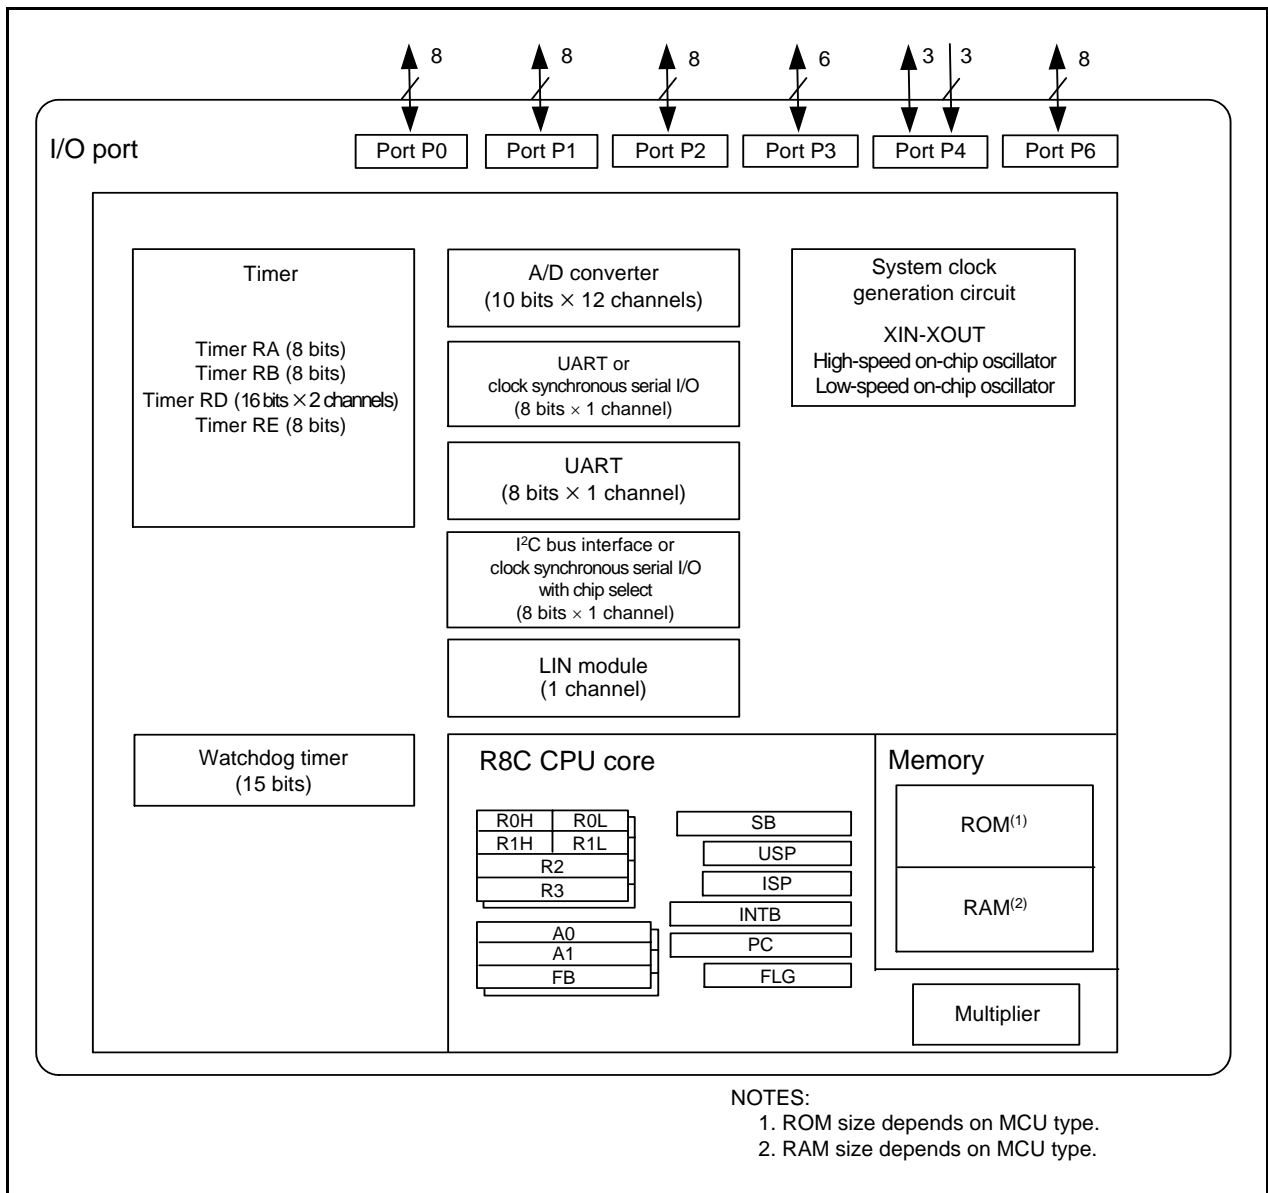 8 8 8 6 3 3 8
I/O port
Port P0 Port P1 Port P2 Port P3 Port P4 Port P6
Timer
Timer RA (8 bits)
Timer RB (8 bits)
Timer RD (16 bits × 2 channels)
Timer RE (8 bits)
A/D converter
(10 bits × 12 channels)
UART or
clock synchronous serial I/O
(8 bits × 1 channel)
UART
(8 bits × 1 channel)
I²C bus interface or
clock synchronous serial I/O
with chip select
(8 bits × 1 channel)
LIN module
(1 channel)
System clock
generation circuit
XIN-XOUT
High-speed on-chip oscillator
Low-speed on-chip oscillator
Watchdog timer
(15 bits)
R8C CPU core
R0H R0L
R1H R1L
R2
R3
A0
A1
FB
SB
USP
ISP
INTB
PC
FLG
Memory
ROM(1)
RAM(2)
Multiplier
NOTES:
1. ROM size depends on MCU type.
2. RAM size depends on MCU type.